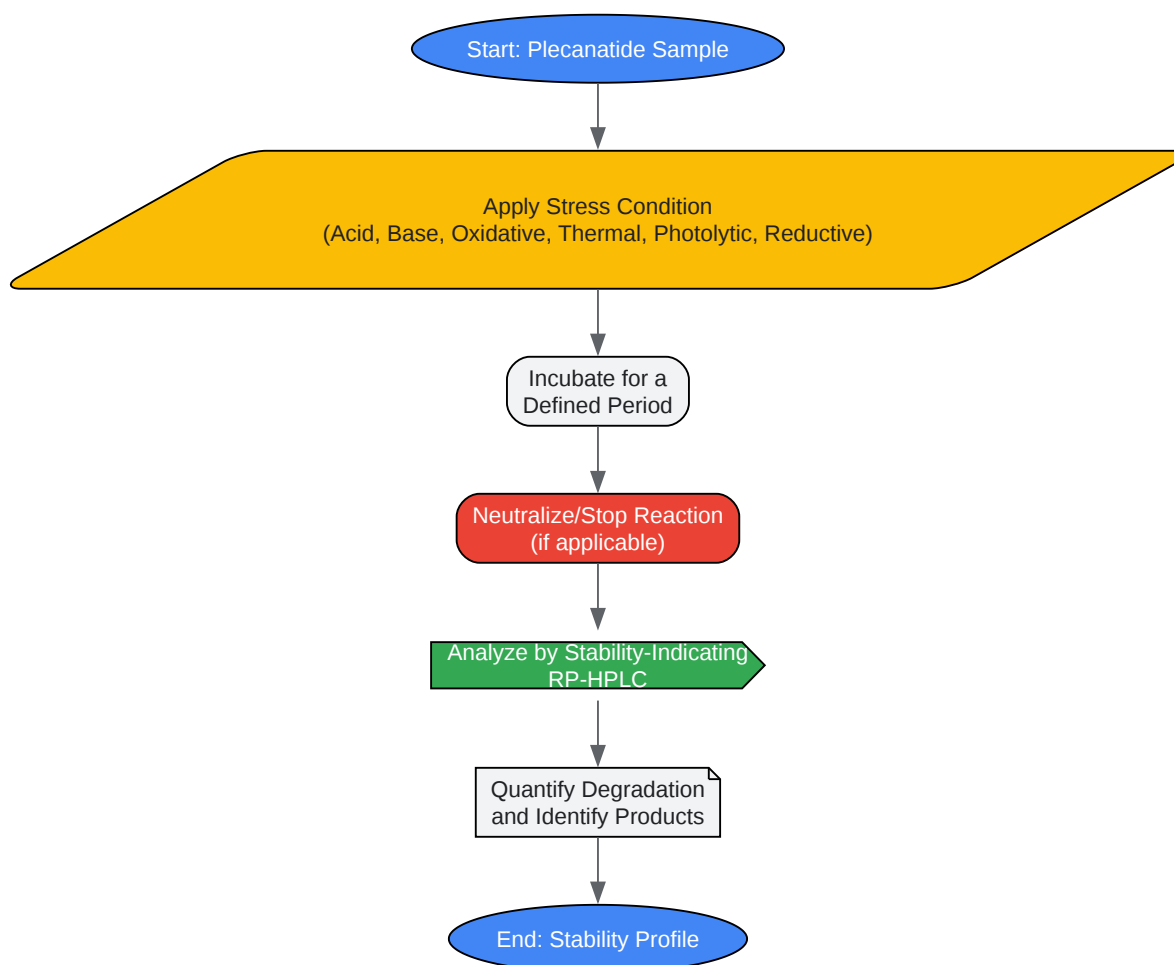 Start: Plecanatide Sample
Apply Stress Condition
(Acid, Base, Oxidative, Thermal, Photolytic, Reductive)
Incubate for a
Defined Period
Neutralize/Stop Reaction
(if applicable)
Analyze by Stability-Indicating
RP-HPLC
Quantify Degradation
and Identify Products
End: Stability Profile